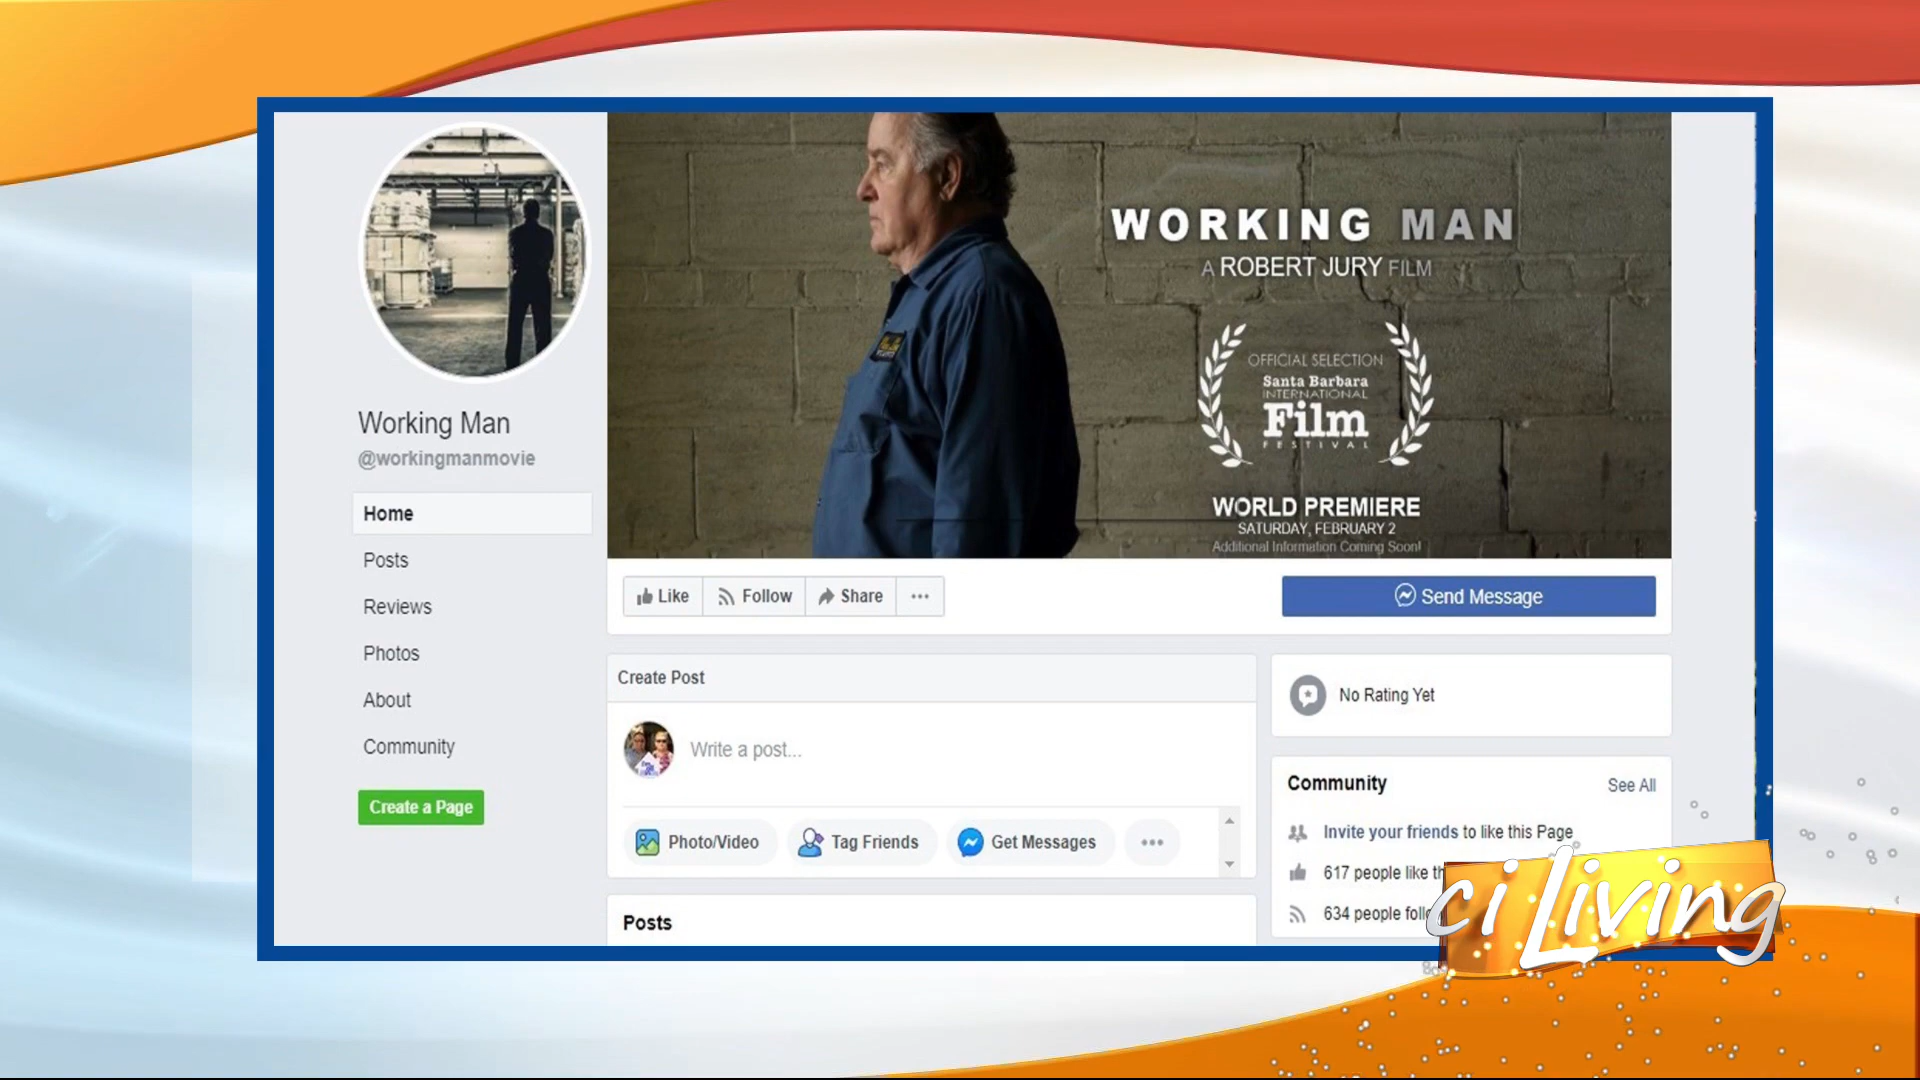 WORKING MAN
A ROBERT JURY FILM
OFFICIAL SELECTION
Santa Barbara
INTERNATIONAL
Film
FESTIVAL
WORLD PREMIERE
SATURDAY, FEBRUARY 2
Additional Information Coming Soon!
Working Man
@workingmanmovie
Home
Posts
Reviews
Photos
About
Community
Create a Page
Like
Follow
Share
Send Message
Create Post
Write a post...
Photo/Video
Tag Friends
Get Messages
Posts
No Rating Yet
Community
See All
Invite your friends to like this Page
617 people like
634 people
ci Living